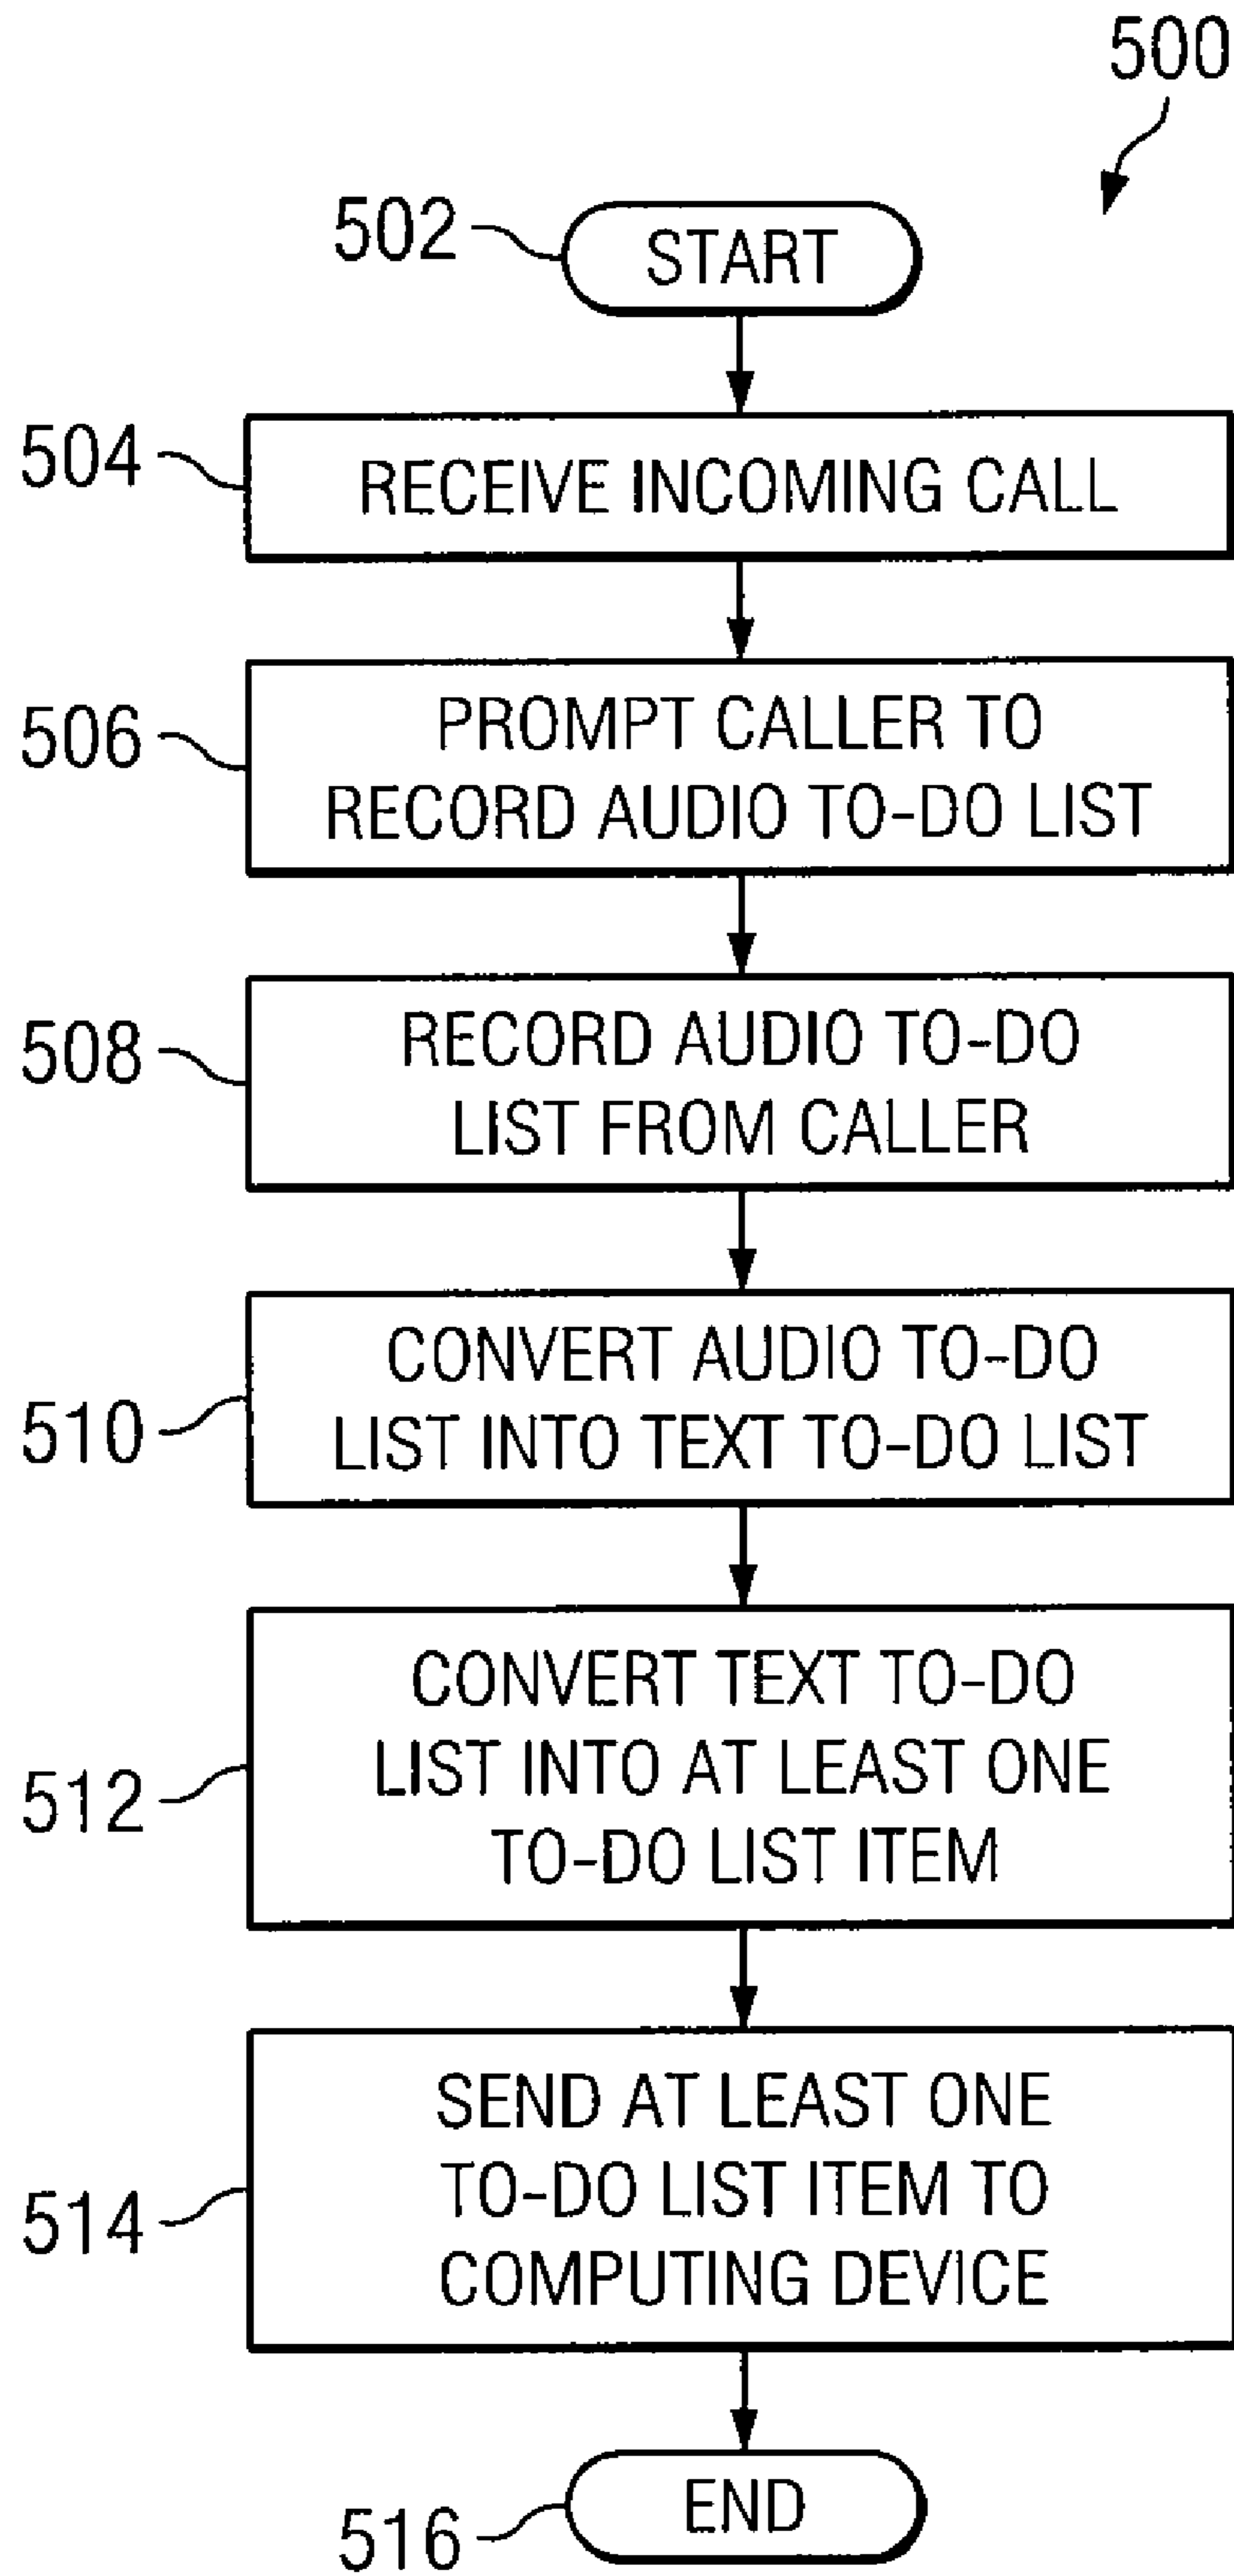 500
502
START
504
RECEIVE INCOMING CALL
506
PROMPT CALLER TO
RECORD AUDIO TO-DO LIST
508
RECORD AUDIO TO-DO
LIST FROM CALLER
510
CONVERT AUDIO TO-DO
LIST INTO TEXT TO-DO LIST
512
CONVERT TEXT TO-DO
LIST INTO AT LEAST ONE
TO-DO LIST ITEM
514
SEND AT LEAST ONE
TO-DO LIST ITEM TO
COMPUTING DEVICE
516
END